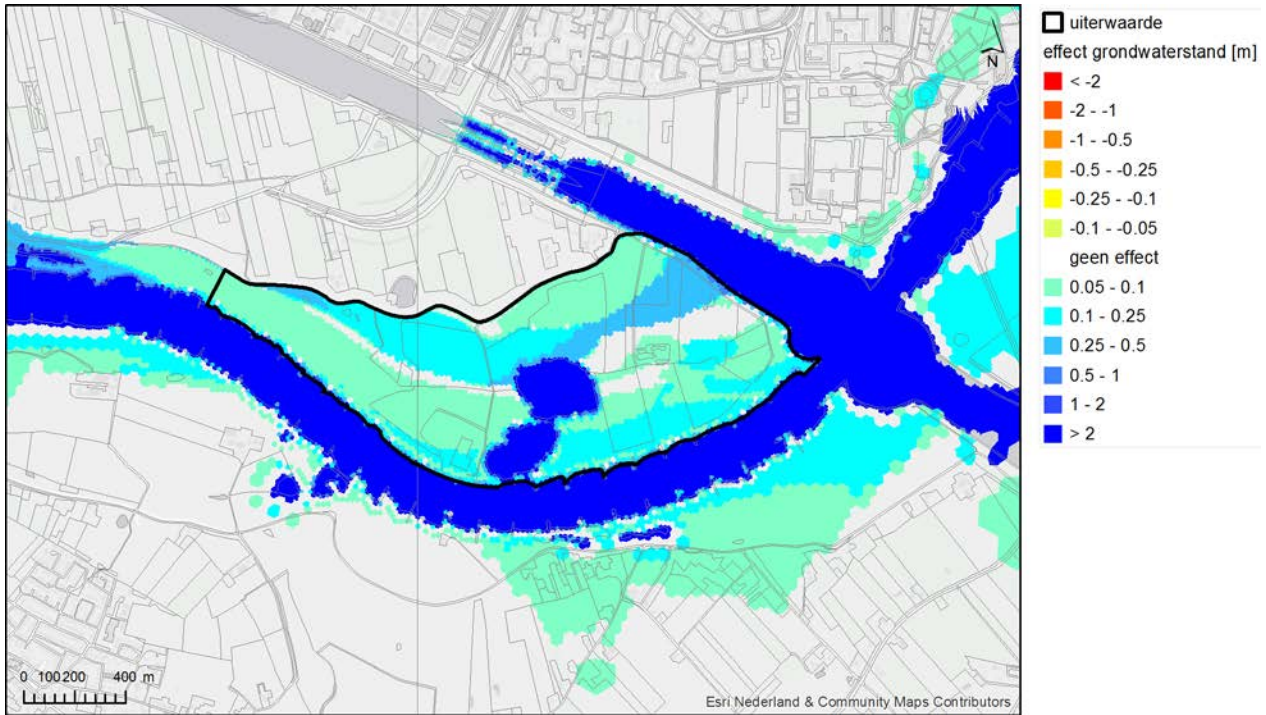 uiterwaarde
effect grondwaterstand [m]
< -2
-2 - -1
-1 - -0.5
-0.5 - -0.25
-0.25 - -0.1
-0.1 - -0.05
geen effect
0.05 - 0.1
0.1 - 0.25
0.25 - 0.5
0.5 - 1
1 - 2
> 2
N
0 100 200 400 m
Esri Nederland & Community Maps Contributors